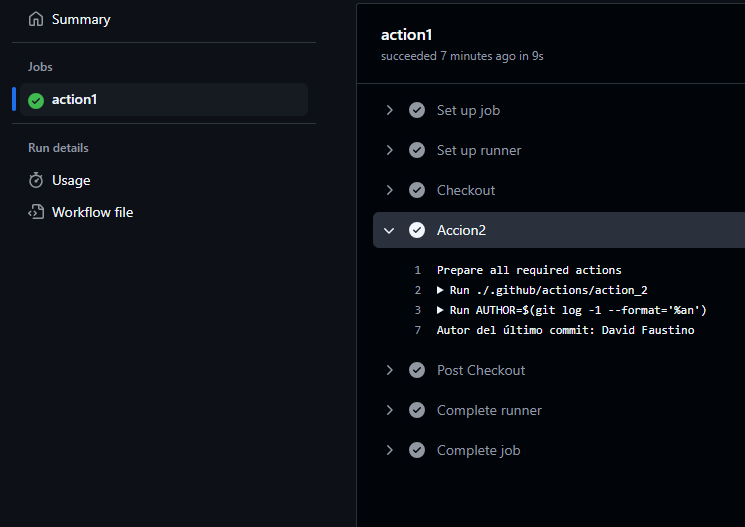 Summary
Jobs
action1
Run details
Usage
Workflow file
action1
succeeded 7 minutes ago in 9s
Set up job
Set up runner
Checkout
Accion2
1 Prepare all required actions
2 ▶ Run ./.github/actions/action_2
3 ▶ Run AUTHOR=$(git log -1 --format='%an')
7 Autor del último commit: David Faustino
Post Checkout
Complete runner
Complete job